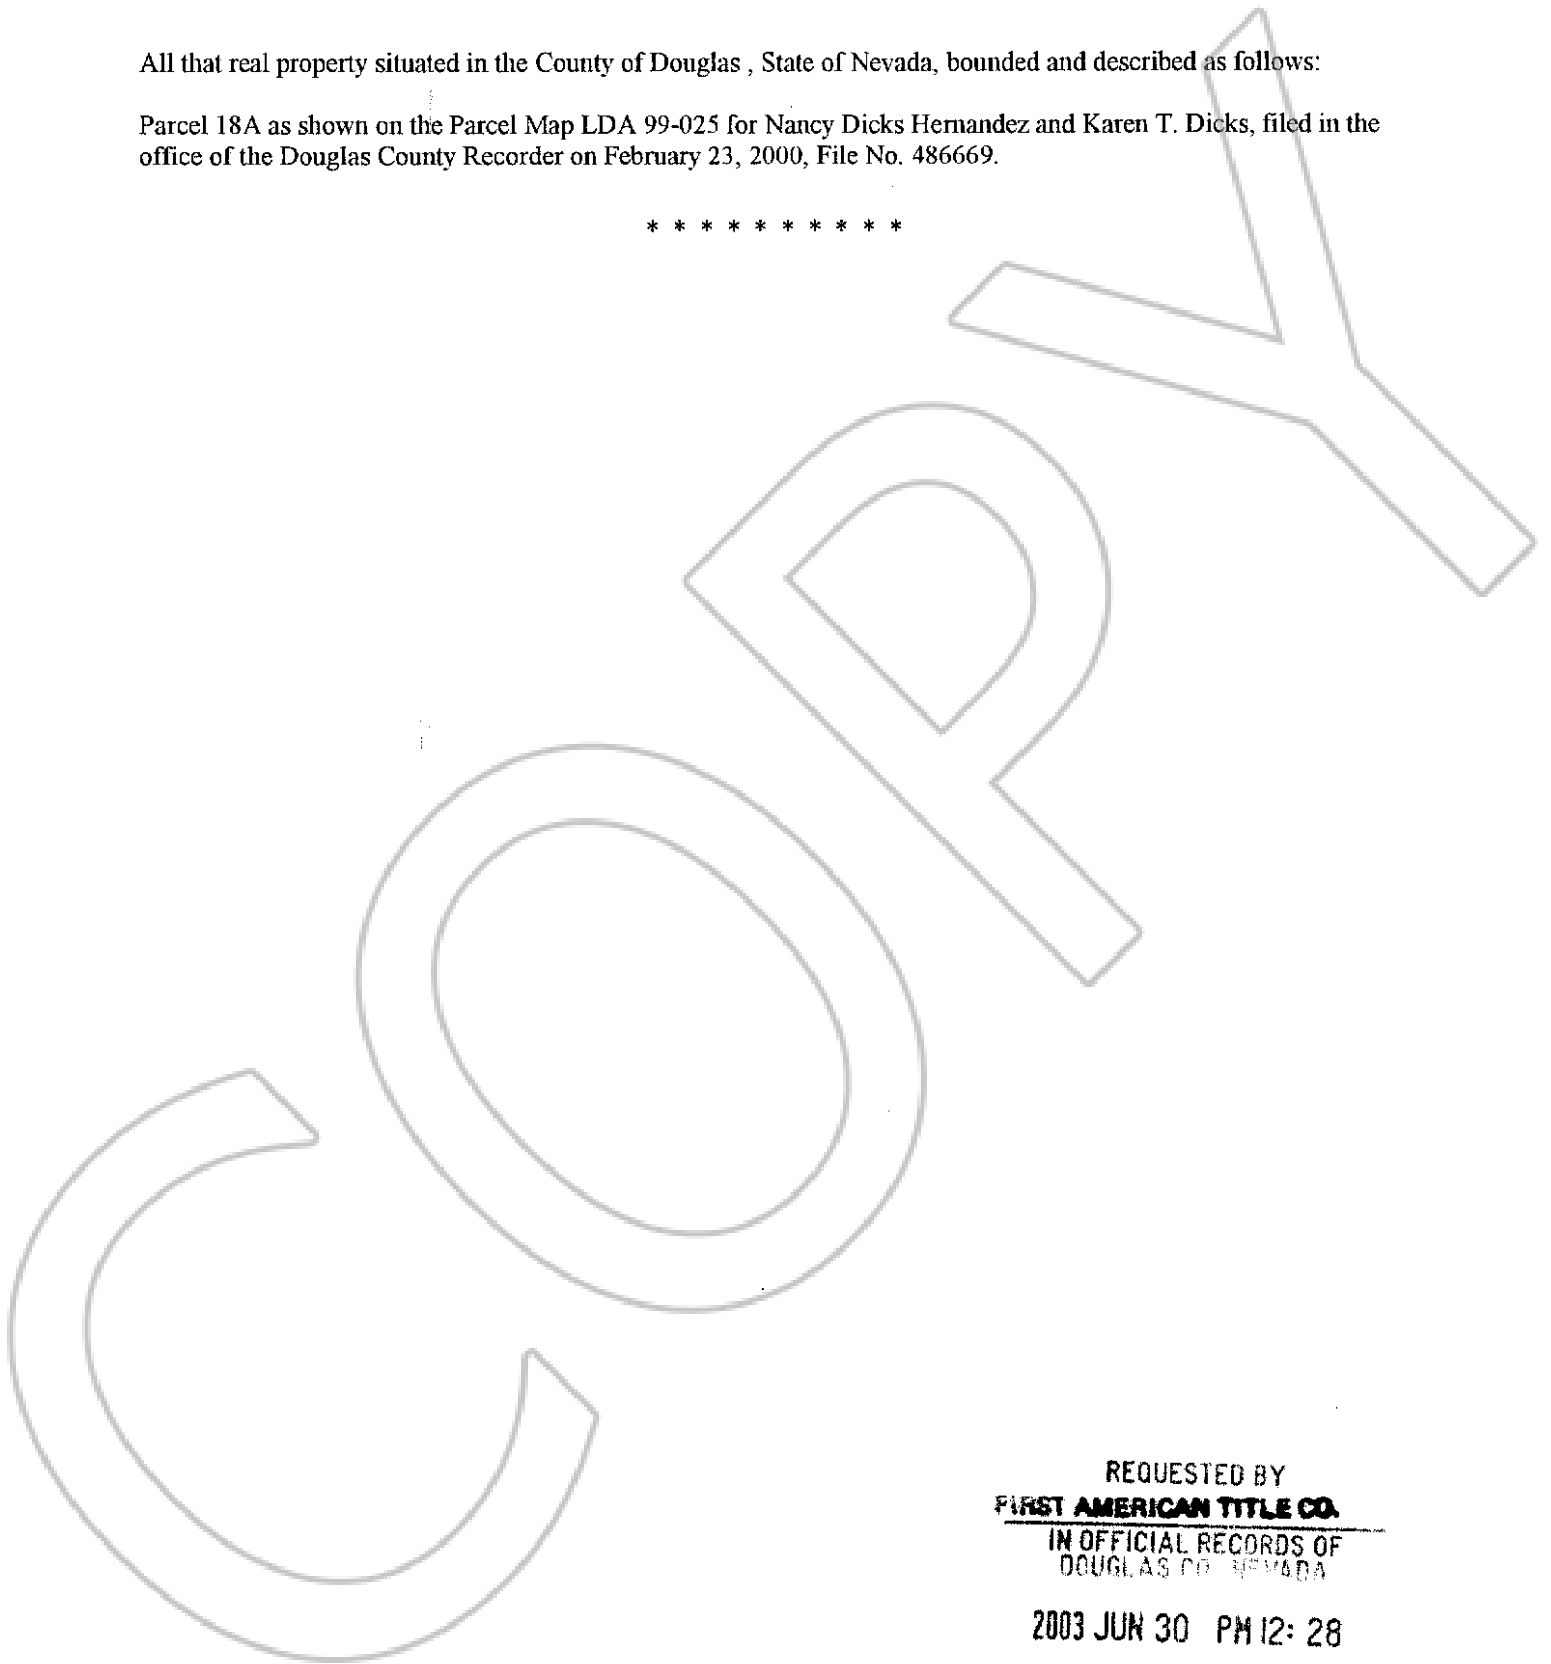 All that real property situated in the County of Douglas , State of Nevada, bounded and described as follows:
Parcel 18A as shown on the Parcel Map LDA 99-025 for Nancy Dicks Hernandez and Karen T. Dicks, filed in the
office of the Douglas County Recorder on February 23, 2000, File No. 486669.
* * * * * * * * * *
COPY
REQUESTED BY
FIRST AMERICAN TITLE CO.
IN OFFICIAL RECORDS OF
DOUGLAS CO. NEVADA
2003 JUN 30 PM 12: 28